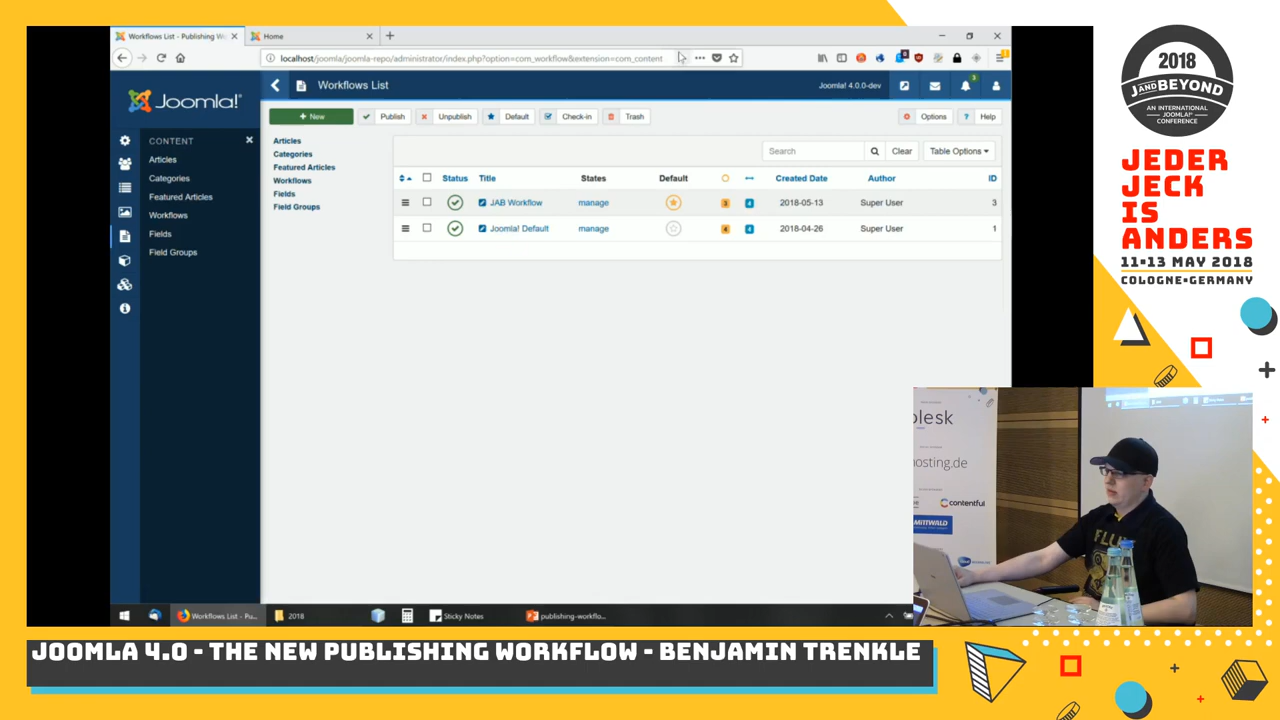 Workflows List - Publishing Wo
Home
localhost/joomla/joomla-repo/administrator/index.php?option=com_workflow&extension=com_content
Joomla!
Workflows List
Joomla! 4.0.0-dev
3
New
Publish
Unpublish
Default
Check-in
Trash
Options
Help
CONTENT
Articles
Categories
Featured Articles
Workflows
Fields
Field Groups
Articles
Categories
Featured Articles
Workflows
Fields
Field Groups
Search
Clear
Table Options
Status
Title
States
Default
Created Date
Author
ID
JAB Workflow
manage
3
4
2018-05-13
Super User
3
Joomla! Default
manage
4
4
2018-04-26
Super User
1
Workflows List - Pu...
2018
Sticky Notes
publishing-workflo...
2018
JANDBEYOND
AN INTERNATIONAL
JOOMLA!™
CONFERENCE
JEDER
JECK
IS
ANDERS
11-13 MAY 2018
COLOGNE•GERMANY
lesk
hosting.de
contentful
MITTWALD
FLUX
JOOMLA 4.0 - THE NEW PUBLISHING WORKFLOW - BENJAMIN TRENKLE